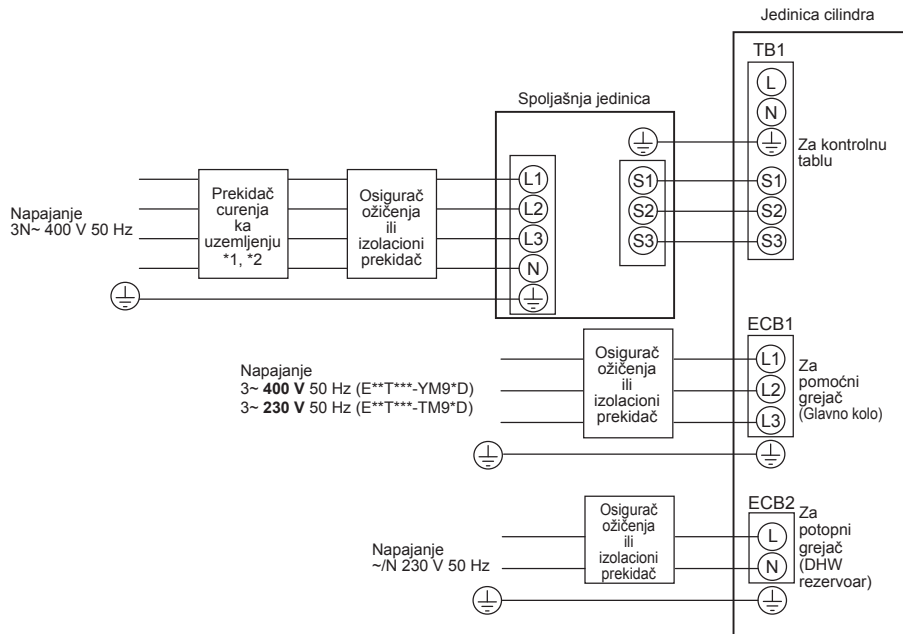 Jedinica cilindra
TB1
L
N
Za kontrolnu
tablu
S1
S2
S3
Spoljašnja jedinica
S1
S2
S3
L1
L2
L3
N
Napajanje
3N~ 400 V 50 Hz
Prekidač
curenja
ka
uzemljenju
*1, *2
Osigurač
ožičenja
ili
izolacioni
prekidač
ECB1
L1
L2
L3
Za
pomoćni
grejač
(Glavno kolo)
Osigurač
ožičenja
ili
izolacioni
prekidač
Napajanje
3~ 400 V 50 Hz (E**T***-YM9*D)
3~ 230 V 50 Hz (E**T***-TM9*D)
ECB2
L
N
Za
potopni
grejač
(DHW
rezervoar)
Osigurač
ožičenja
ili
izolacioni
prekidač
Napajanje
~/N 230 V 50 Hz